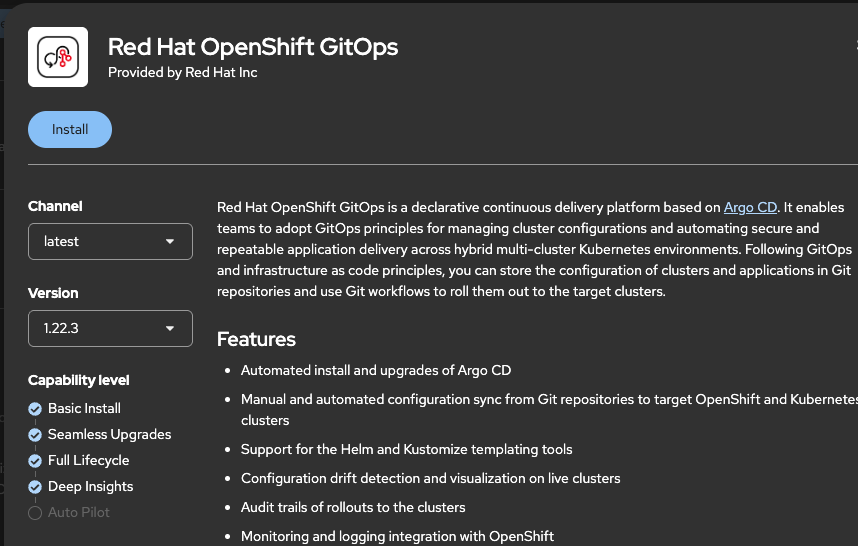 Red Hat OpenShift GitOps
Provided by Red Hat Inc
Install
Channel
latest
Version
1.22.3
Capability level
Basic Install
Seamless Upgrades
Full Lifecycle
Deep Insights
Auto Pilot
Red Hat OpenShift GitOps is a declarative continuous delivery platform based on Argo CD. It enables
teams to adopt GitOps principles for managing cluster configurations and automating secure and
repeatable application delivery across hybrid multi-cluster Kubernetes environments. Following GitOps
and infrastructure as code principles, you can store the configuration of clusters and applications in Git
repositories and use Git workflows to roll them out to the target clusters.
Features
Automated install and upgrades of Argo CD
Manual and automated configuration sync from Git repositories to target OpenShift and Kubernetes
clusters
Support for the Helm and Kustomize templating tools
Configuration drift detection and visualization on live clusters
Audit trails of rollouts to the clusters
Monitoring and logging integration with OpenShift